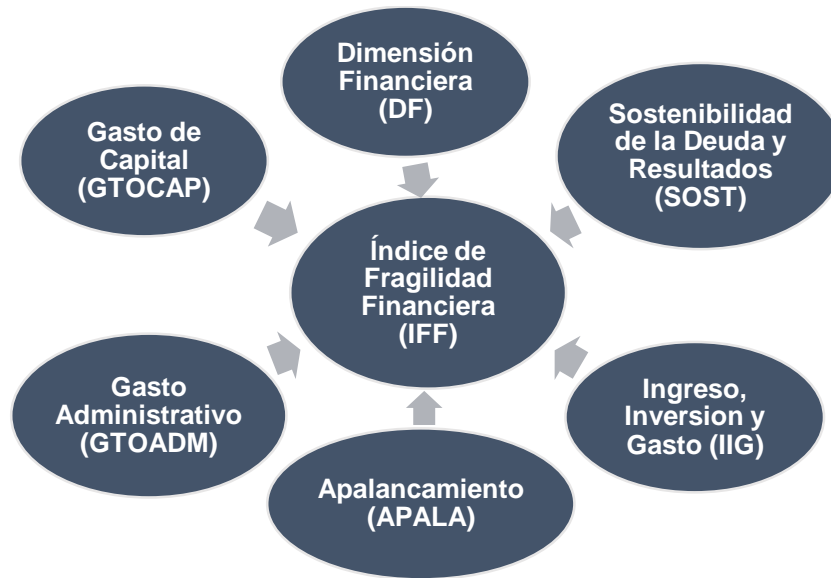 Dimensión
Financiera
(DF)
Sostenibilidad
de la Deuda y
Resultados
(SOST)
Ingreso,
Inversion y
Gasto (IIG)
Apalancamiento
(APALA)
Gasto
Administrativo
(GTOADM)
Gasto de
Capital
(GTOCAP)
Índice de
Fragilidad
Financiera
(IFF)